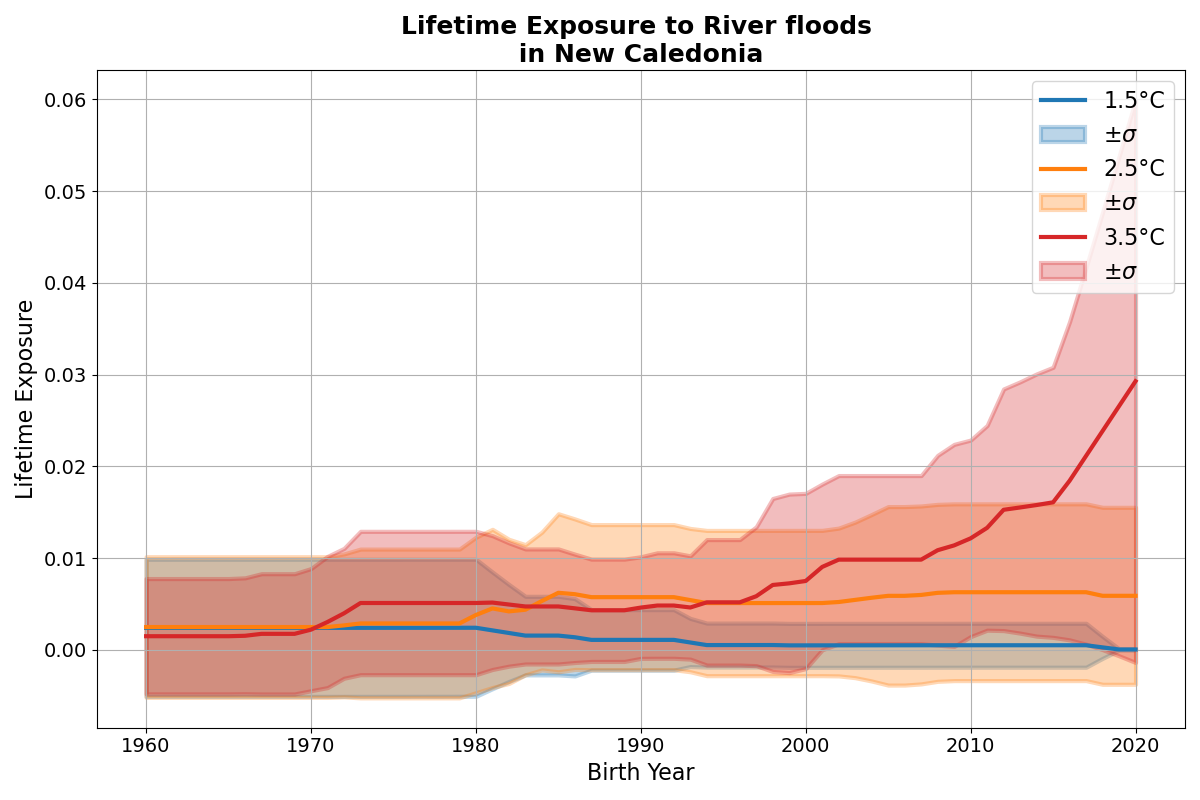 Lifetime Exposure to River floods
in New Caledonia
Lifetime Exposure
0.06
0.05
0.04
0.03
0.02
0.01
0.00
1960 1970 1980 1990 2000 2010 2020
Birth Year
1.5°C
±σ
2.5°C
±σ
3.5°C
±σ